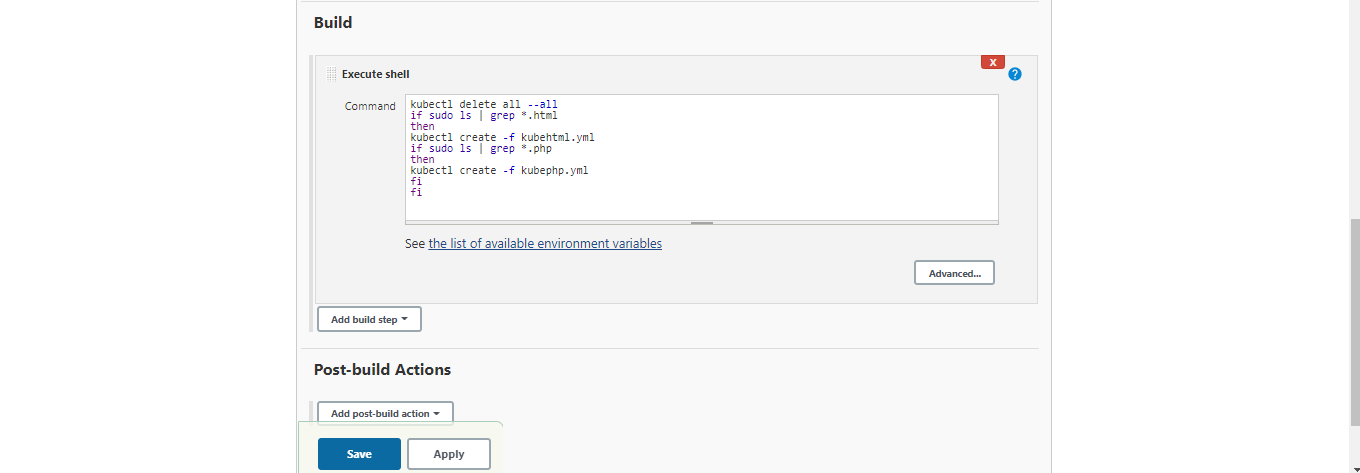 Build
Execute shell
X
?
Command
kubectl delete all --all
if sudo ls | grep *.html
then
kubectl create -f kubehtml.yml
if sudo ls | grep *.php
then
kubectl create -f kubephp.yml
fi
fi
See the list of available environment variables
Advanced...
Add build step
Post-build Actions
Add post-build action
Save Apply